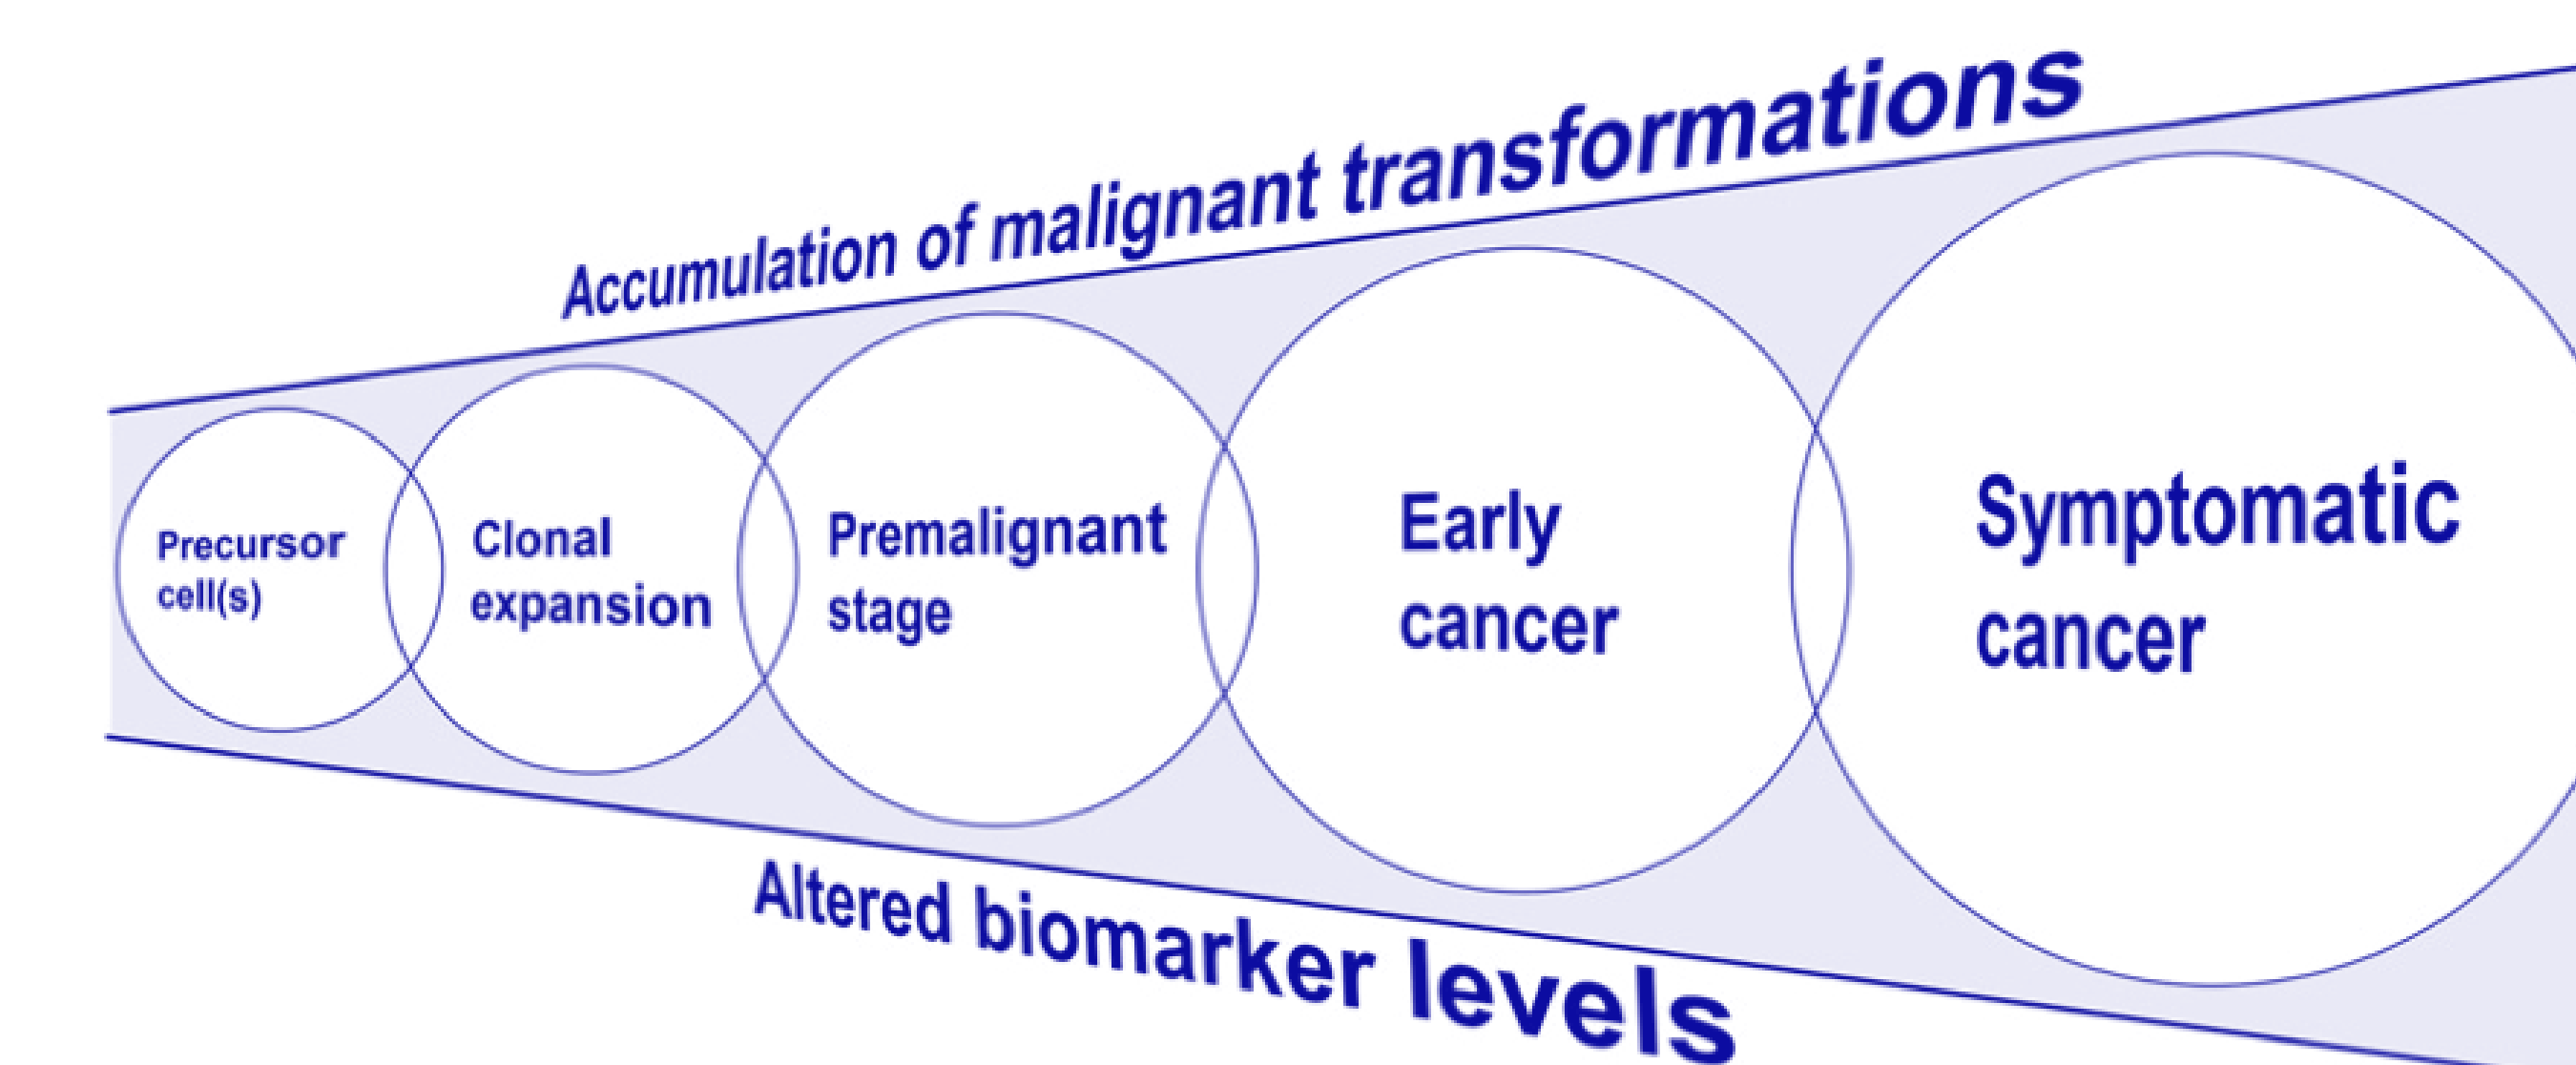 Accumulation of malignant transformations
Precursor
cell(s)
Clonal
expansion
Premalignant
stage
Early
cancer
Symptomatic
cancer
Altered biomarker levels